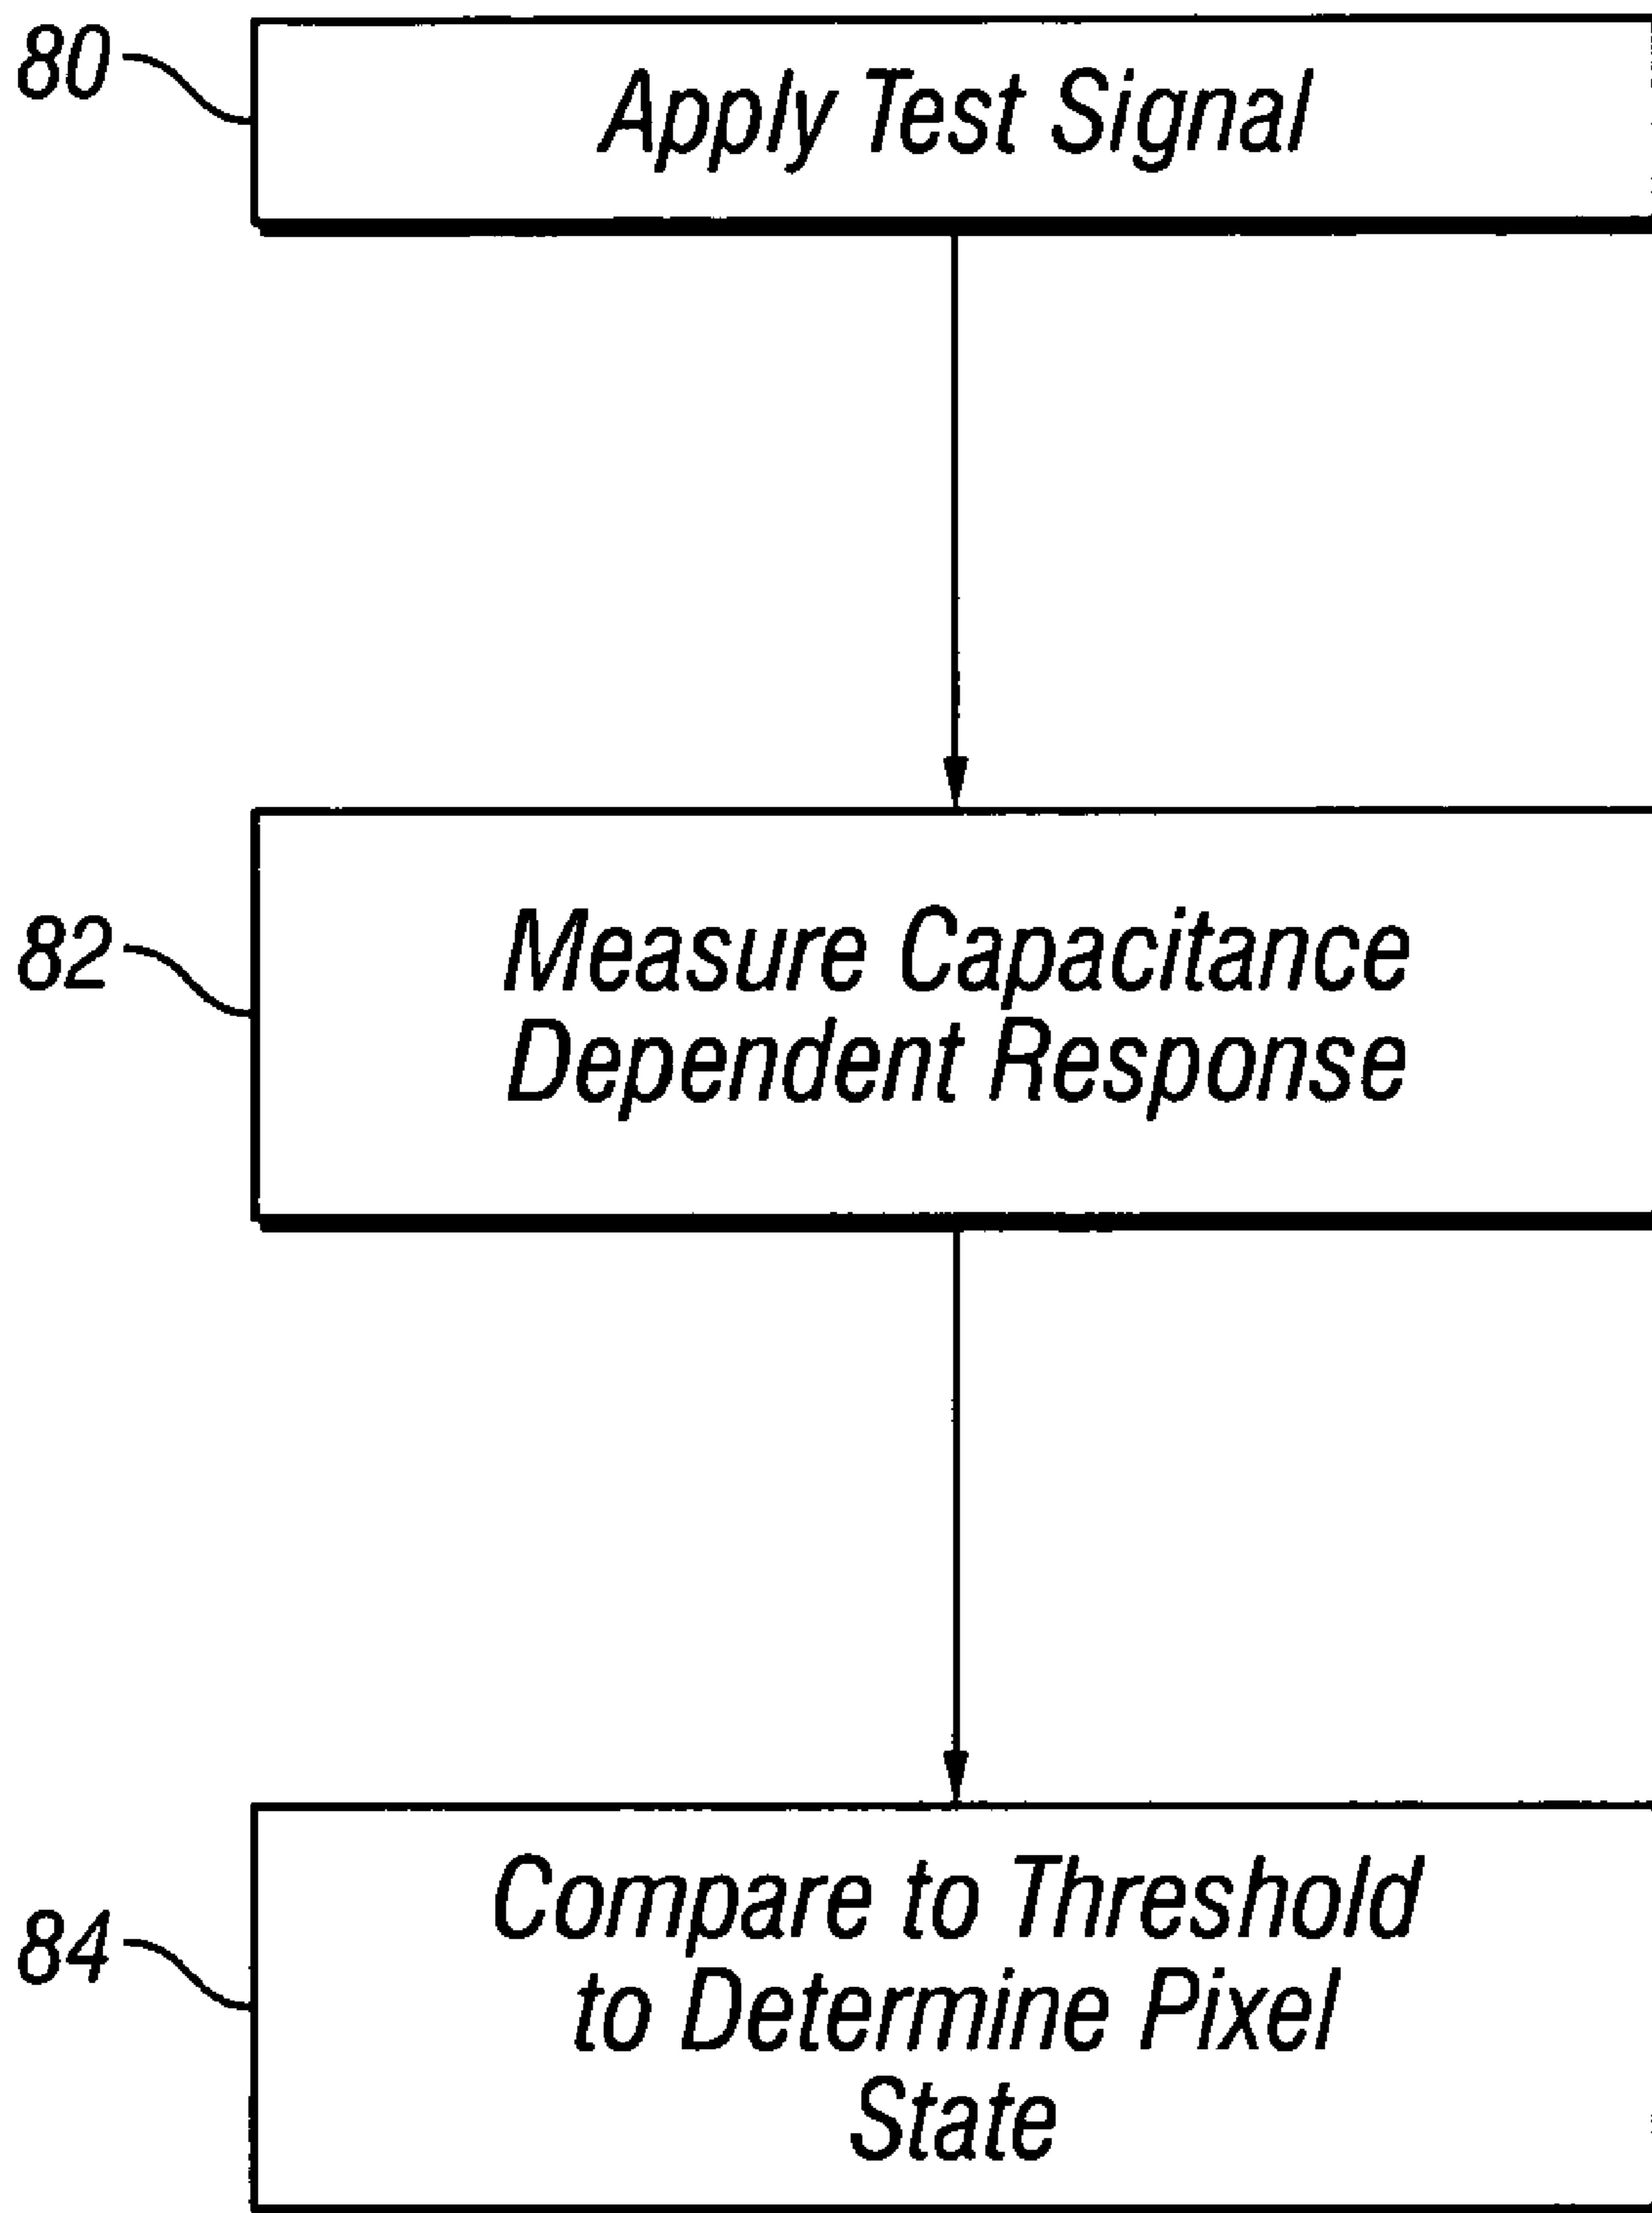 80
Apply Test Signal
82
Measure Capacitance
Dependent Response
84
Compare to Threshold
to Determine Pixel
State